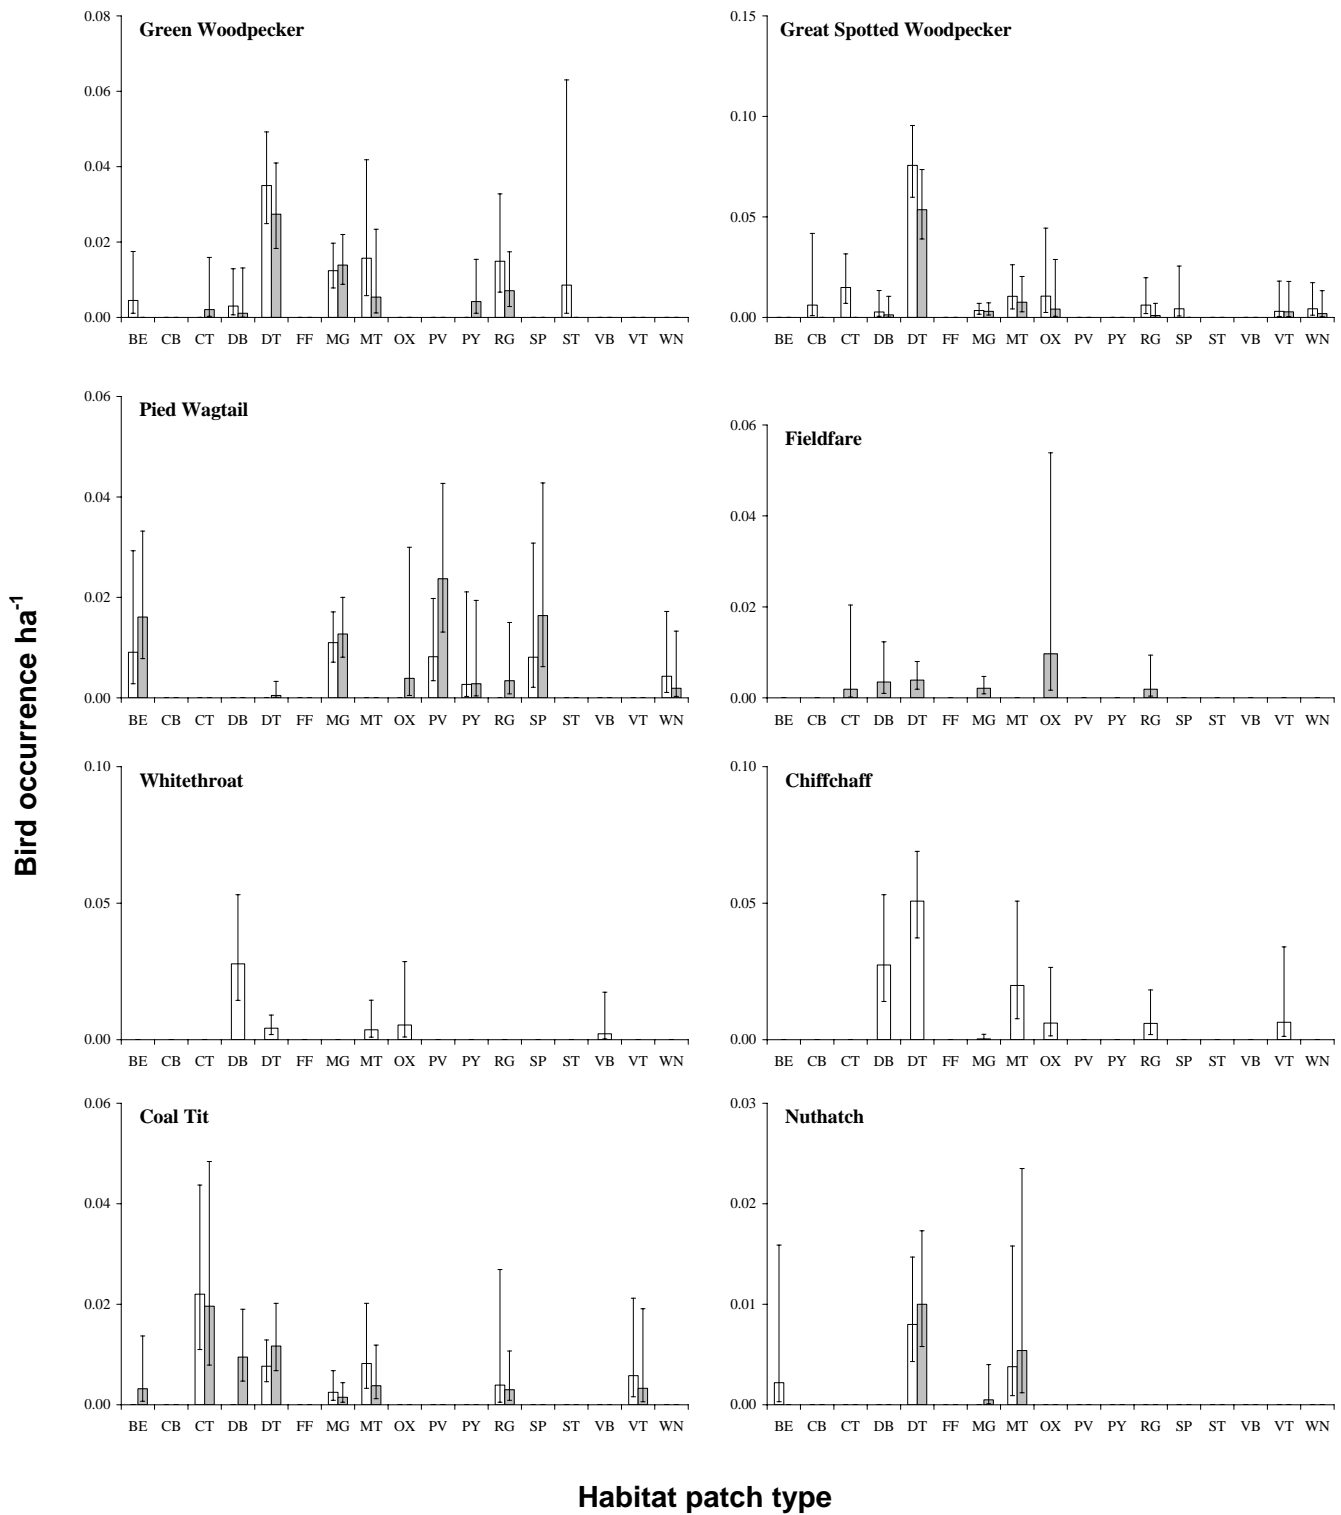 Green Woodpecker
0.08
0.06
0.04
0.02
0.00
BE CB CT DB DT FF MG MT OX PV PY RG SP ST VB VT WN
Great Spotted Woodpecker
0.15
0.10
0.05
0.00
BE CB CT DB DT FF MG MT OX PV PY RG SP ST VB VT WN
Pied Wagtail
0.06
0.04
0.02
0.00
BE CB CT DB DT FF MG MT OX PV PY RG SP ST VB VT WN
Fieldfare
0.06
0.04
0.02
0.00
BE CB CT DB DT FF MG MT OX PV PY RG SP ST VB VT WN
Bird occurrence ha⁻¹
Whitethroat
0.10
0.05
0.00
BE CB CT DB DT FF MG MT OX PV PY RG SP ST VB VT WN
Chiffchaff
0.10
0.05
0.00
BE CB CT DB DT FF MG MT OX PV PY RG SP ST VB VT WN
Coal Tit
0.06
0.04
0.02
0.00
BE CB CT DB DT FF MG MT OX PV PY RG SP ST VB VT WN
Nuthatch
0.03
0.02
0.01
0.00
BE CB CT DB DT FF MG MT OX PV PY RG SP ST VB VT WN
Habitat patch type